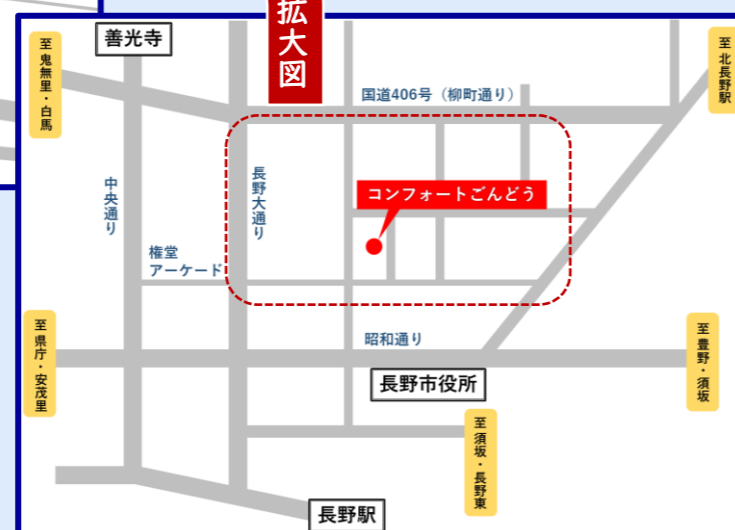 拡大図
善光寺
至 鬼無里・白馬
至 北長野駅
国道406号（柳町通り）
中央通り
長野大通り
コンフォートごんどう
権堂
アーケード
至 県庁・安茂里
昭和通り
至 豊野・須坂
長野市役所
至 須坂・長野東
長野駅